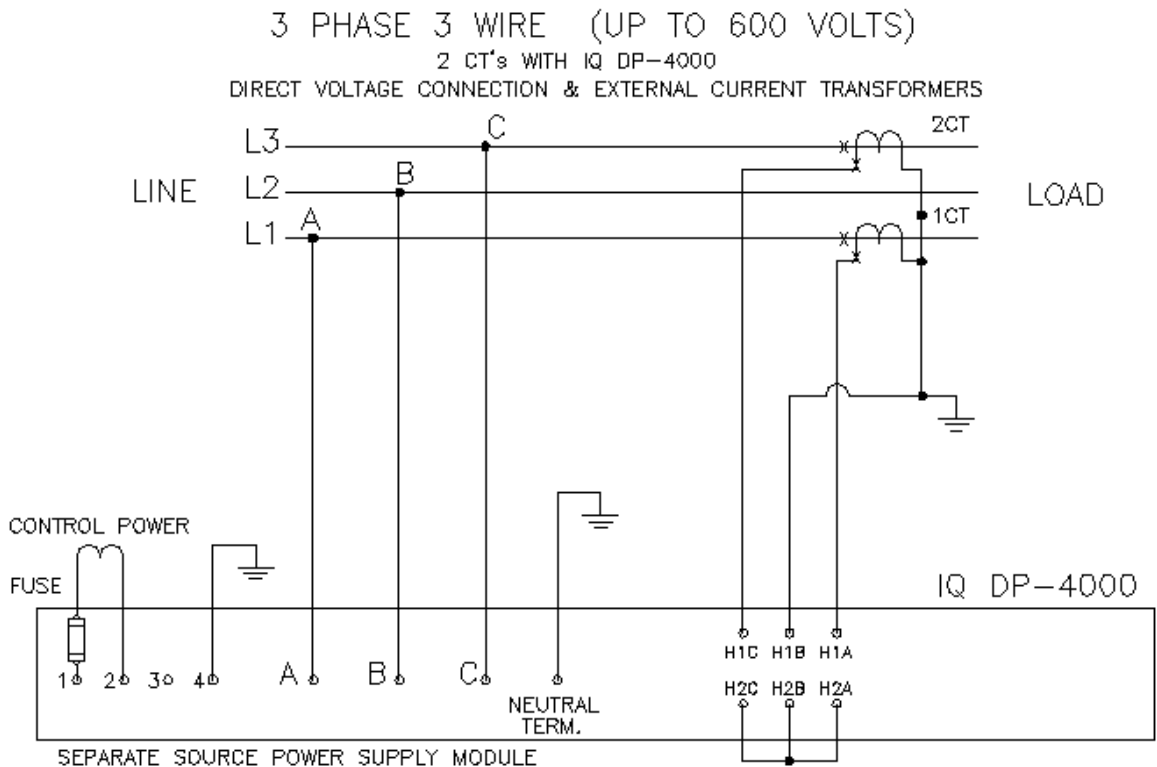 3 PHASE 3 WIRE (UP TO 600 VOLTS)
2 CT's WITH IQ DP-4000
DIRECT VOLTAGE CONNECTION & EXTERNAL CURRENT TRANSFORMERS
C
2CT
L3
B
LINE
L2
LOAD
A
1CT
L1
CONTROL POWER
FUSE
IQ DP-4000
H1C H1B H1A
1 2 3 4 A B C
H2C H2B H2A
NEUTRAL
TERM.
SEPARATE SOURCE POWER SUPPLY MODULE